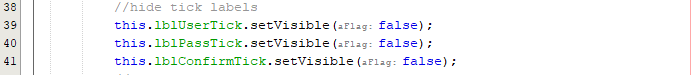 38 //hide tick labels
39 this.lblUserTick.setVisible(aFlag: false);
40 this.lblPassTick.setVisible(aFlag: false);
41 this.lblConfirmTick.setVisible(aFlag: false);